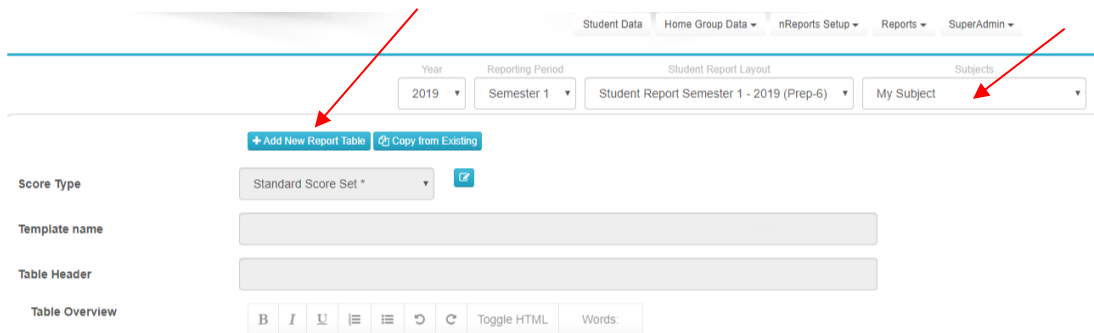 Student Data Home Group Data nReports Setup Reports SuperAdmin
Year Reporting Period Student Report Layout Subjects
2019 Semester 1 Student Report Semester 1 - 2019 (Prep-6) My Subject
+ Add New Report Table Copy from Existing
Score Type Standard Score Set *
Template name
Table Header
Table Overview B I U Toggle HTML Words: